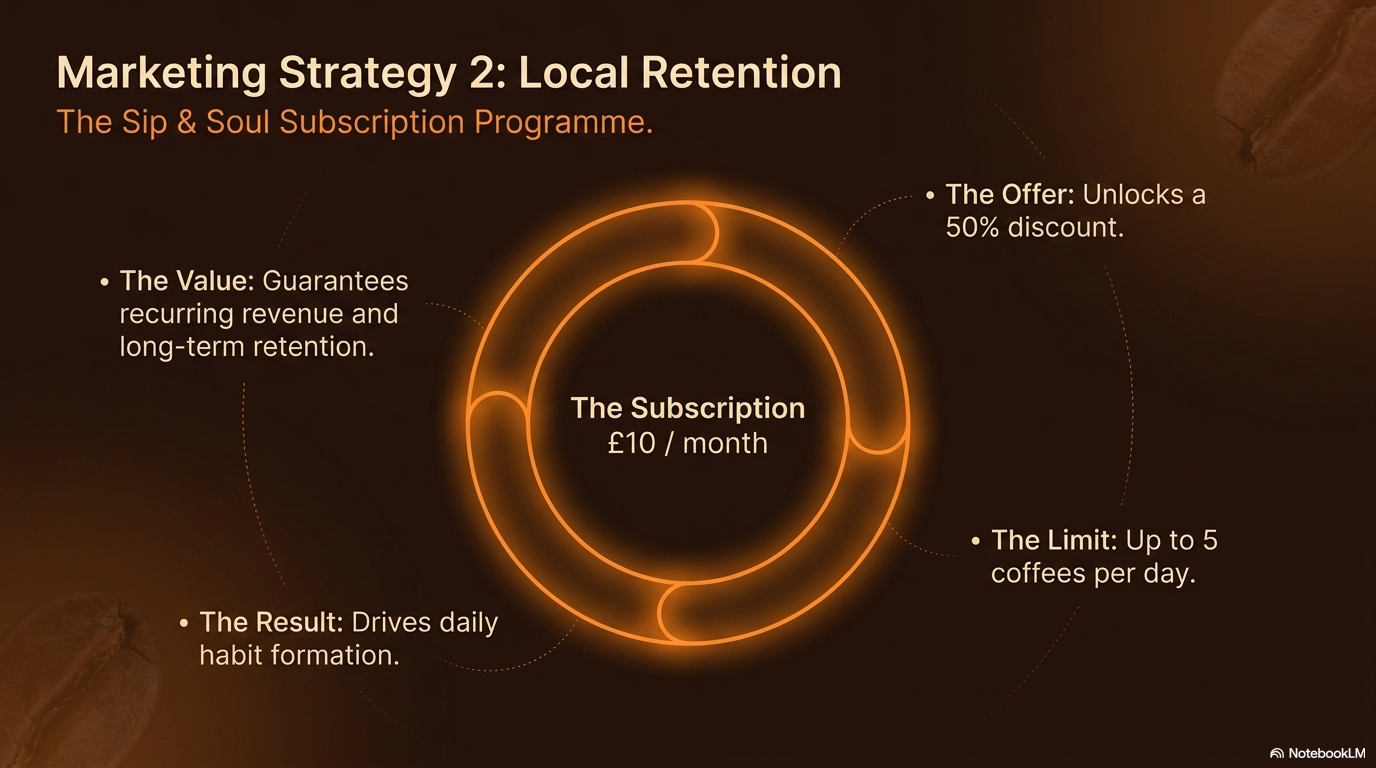 Marketing Strategy 2: Local Retention
The Sip & Soul Subscription Programme.
• The Offer: Unlocks a
50% discount.
• The Value: Guarantees
recurring revenue and
long-term retention.
The Subscription
£10 / month
• The Limit: Up to 5
coffees per day.
• The Result: Drives daily
habit formation.
NotebookLM